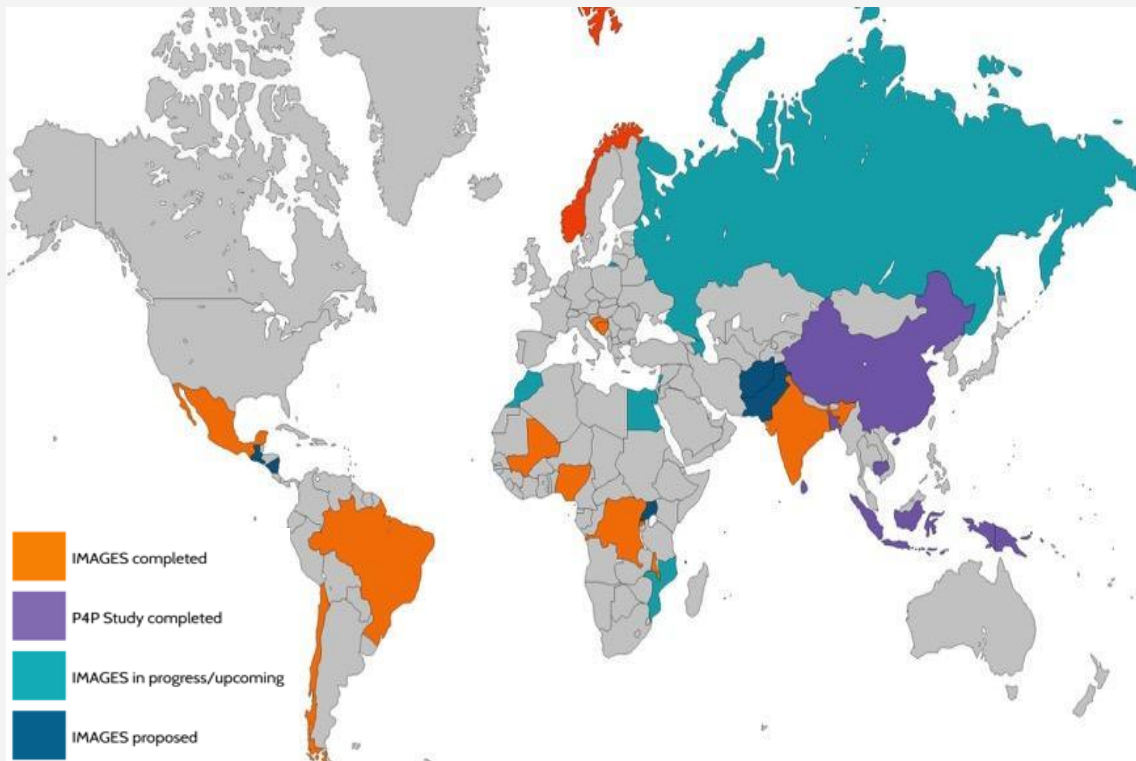 IMAGES completed
P4P Study completed
IMAGES in progress/upcoming
IMAGES proposed